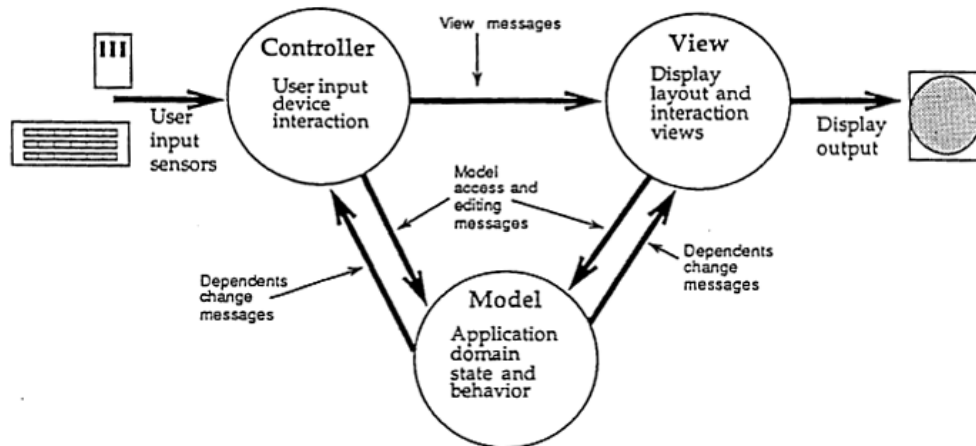 View messages
Controller
User input
device
interaction
View
Display
layout and
interaction
views
User
input
sensors
Display
output
Model
access and
editing
messages
Dependents
change
messages
Dependents
change
messages
Model
Application
domain
state and
behavior